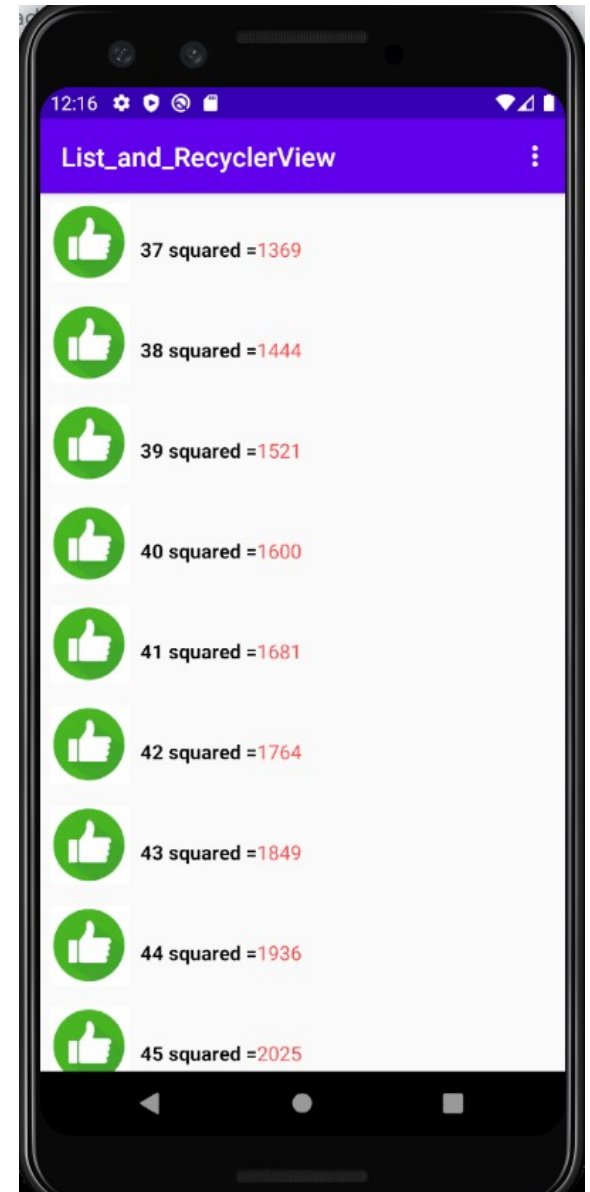 12:16
List_and_RecyclerView
37 squared =1369
38 squared =1444
39 squared =1521
40 squared =1600
41 squared =1681
42 squared =1764
43 squared =1849
44 squared =1936
45 squared =2025